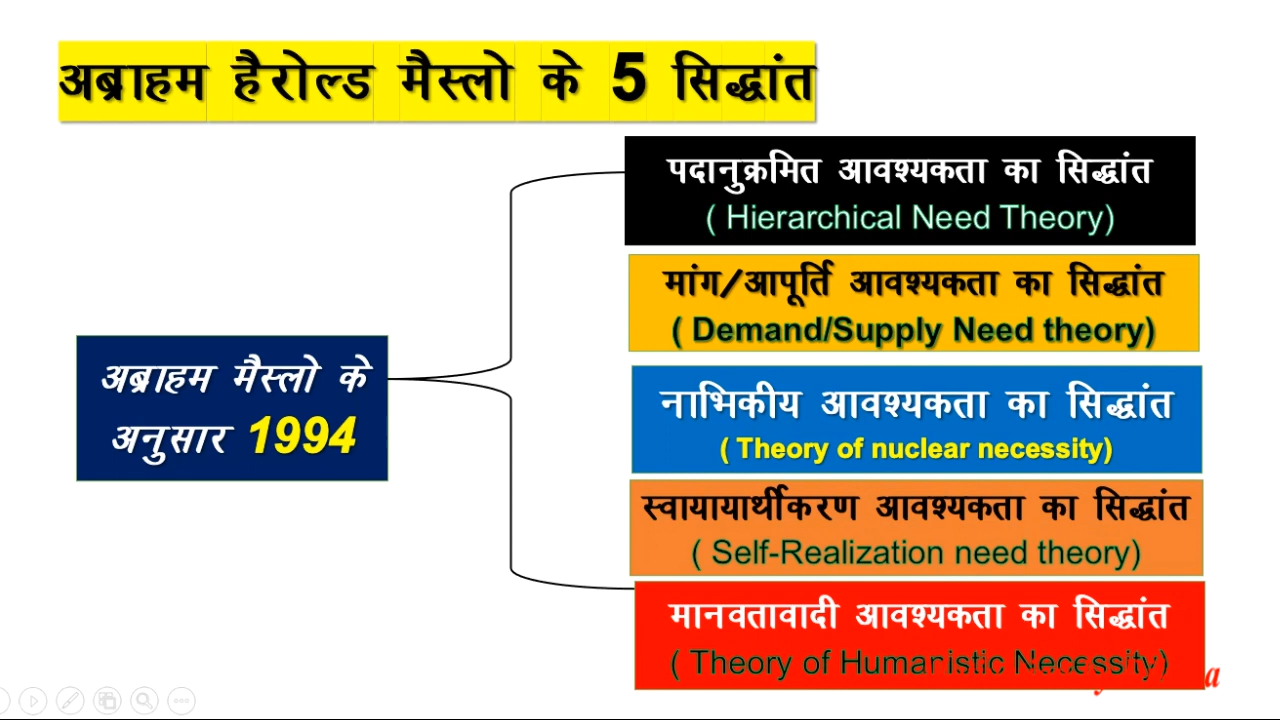 अब्राहम हैरोल्ड मैस्लो के 5 सिद्धांत
अब्राहम मैस्लो के
अनुसार 1994
पदानुक्रमित आवश्यकता का सिद्धांत
( Hierarchical Need Theory)
मांग/आपूर्ति आवश्यकता का सिद्धांत
( Demand/Supply Need theory)
नाभिकीय आवश्यकता का सिद्धांत
( Theory of nuclear necessity)
स्वायायार्थीकरण आवश्यकता का सिद्धांत
( Self-Realization need theory)
मानवतावादी आवश्यकता का सिद्धांत
( Theory of Humanistic Necessity)